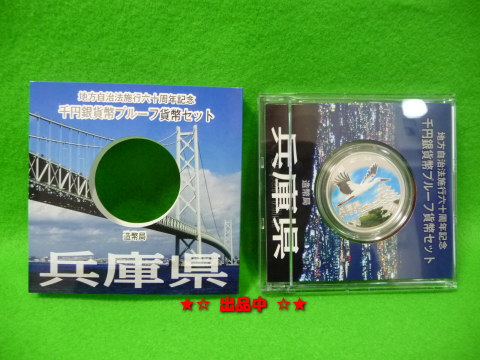 地方自治法施行六十周年記念
千円銀貨幣プルーフ貨幣セット
造幣局
兵庫県
地方自治法施行六十周年記念
千円銀貨幣プルーフ貨幣セット
造幣局
兵庫県
★☆ 出品中 ☆★